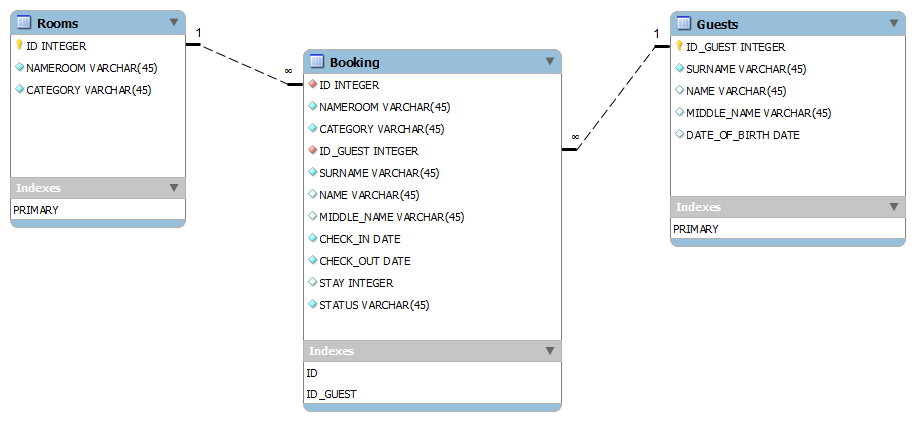 Rooms
ID INTEGER
NAMEROOM VARCHAR(45)
CATEGORY VARCHAR(45)
Indexes
PRIMARY
1
∞
Booking
ID INTEGER
NAMEROOM VARCHAR(45)
CATEGORY VARCHAR(45)
ID_GUEST INTEGER
SURNAME VARCHAR(45)
NAME VARCHAR(45)
MIDDLE_NAME VARCHAR(45)
CHECK_IN DATE
CHECK_OUT DATE
STAY INTEGER
STATUS VARCHAR(45)
Indexes
ID
ID_GUEST
∞
1
Guests
ID_GUEST INTEGER
SURNAME VARCHAR(45)
NAME VARCHAR(45)
MIDDLE_NAME VARCHAR(45)
DATE_OF_BIRTH DATE
Indexes
PRIMARY